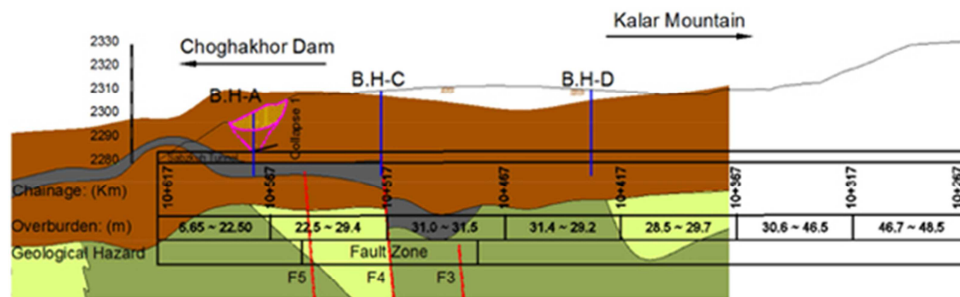 Kalar Mountain
2330
Choghakhor Dam
2320
2310
B.H-A
B.H-C
B.H-D
2300
Collapse 1
2290
2280
Sabzkuh Tunnel
Chainage: (Km)
10+617
10+567
10+517
10+467
10+417
10+367
10+317
10+267
Overburden: (m)
6.65 ~ 22.50
22.5 ~ 29.4
31.0 ~ 31.5
31.4 ~ 29.2
28.5 ~ 29.7
30.6 ~ 46.5
46.7 ~ 48.5
Geological Hazard
Fault Zone
F5
F4
F3